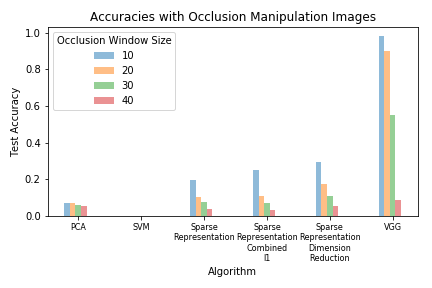 Accuracies with Occlusion Manipulation Images
Occlusion Window Size
10
20
30
40
Test Accuracy
1.0
0.8
0.6
0.4
0.2
0.0
PCA
SVM
Sparse
Representation
Sparse
Representation
Combined
l1
Sparse
Representation
Dimension
Reduction
VGG
Algorithm